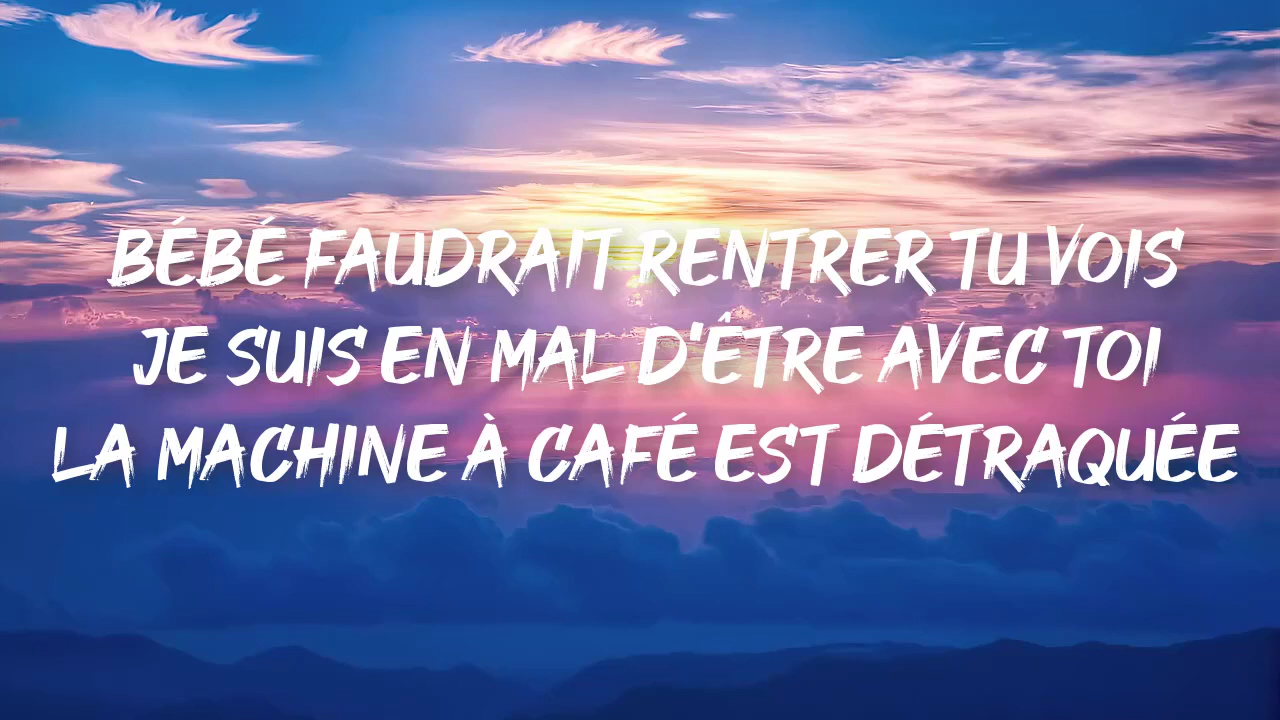 BÉBÉ FAUDRAIT RENTRER TU VOIS
JE SUIS EN MAL D'ÊTRE AVEC TOI
LA MACHINE À CAFÉ EST DÉTRAQUÉE